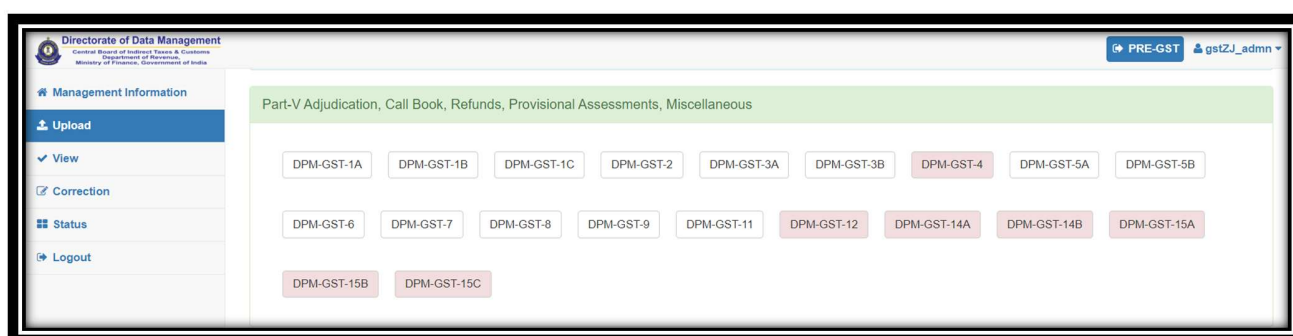 Directorate of Data Management
Central Board of Indirect Taxes & Customs
Department of Revenue,
Ministry of Finance, Government of India
PRE-GST gstZJ_admn
Management Information
Upload
View
Correction
Status
Logout
Part-V Adjudication, Call Book, Refunds, Provisional Assessments, Miscellaneous
DPM-GST-1A DPM-GST-1B DPM-GST-1C DPM-GST-2 DPM-GST-3A DPM-GST-3B DPM-GST-4 DPM-GST-5A DPM-GST-5B
DPM-GST-6 DPM-GST-7 DPM-GST-8 DPM-GST-9 DPM-GST-11 DPM-GST-12 DPM-GST-14A DPM-GST-14B DPM-GST-15A
DPM-GST-15B DPM-GST-15C